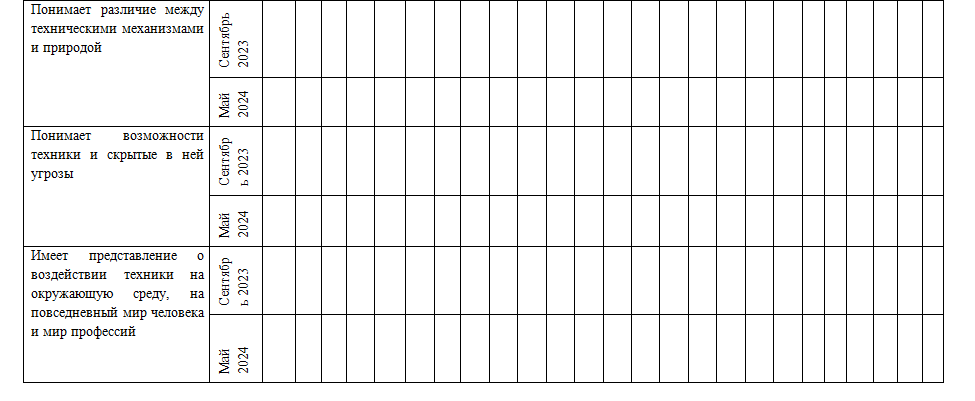 Понимает различие между
техническими механизмами
и природой
Сентябрь
2023
Май
2024
Понимает возможности
техники и скрытые в ней
угрозы
Сентябр
ь 2023
Май
2024
Имеет представление о
воздействии техники на
окружающую среду, на
повседневный мир человека
и мир профессий
Сентябр
ь 2023
Май
2024